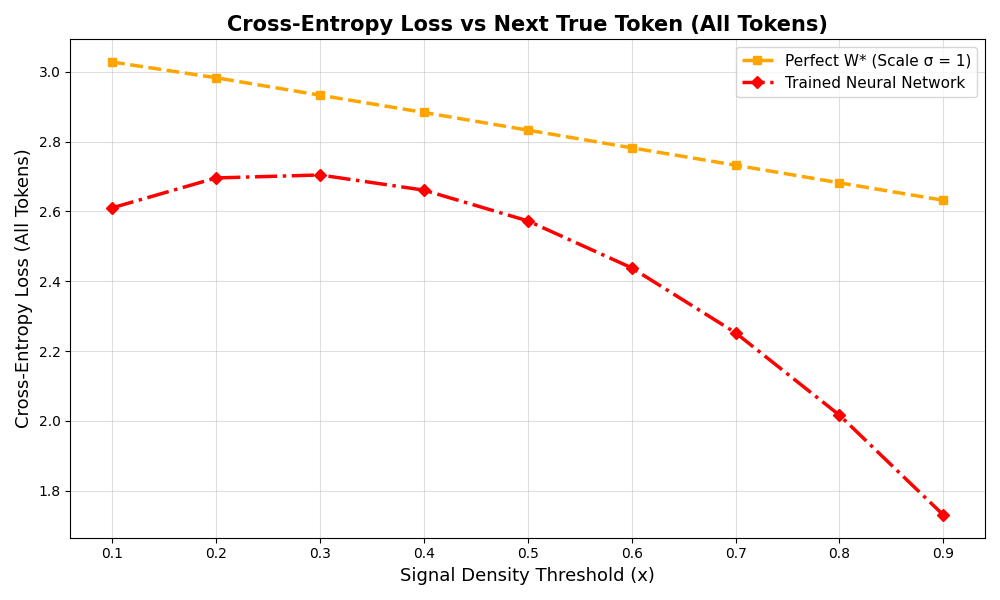 Cross-Entropy Loss vs Next True Token (All Tokens)
Perfect W* (Scale σ = 1)
Trained Neural Network
Cross-Entropy Loss (All Tokens)
3.0
2.8
2.6
2.4
2.2
2.0
1.8
0.1 0.2 0.3 0.4 0.5 0.6 0.7 0.8 0.9
Signal Density Threshold (x)